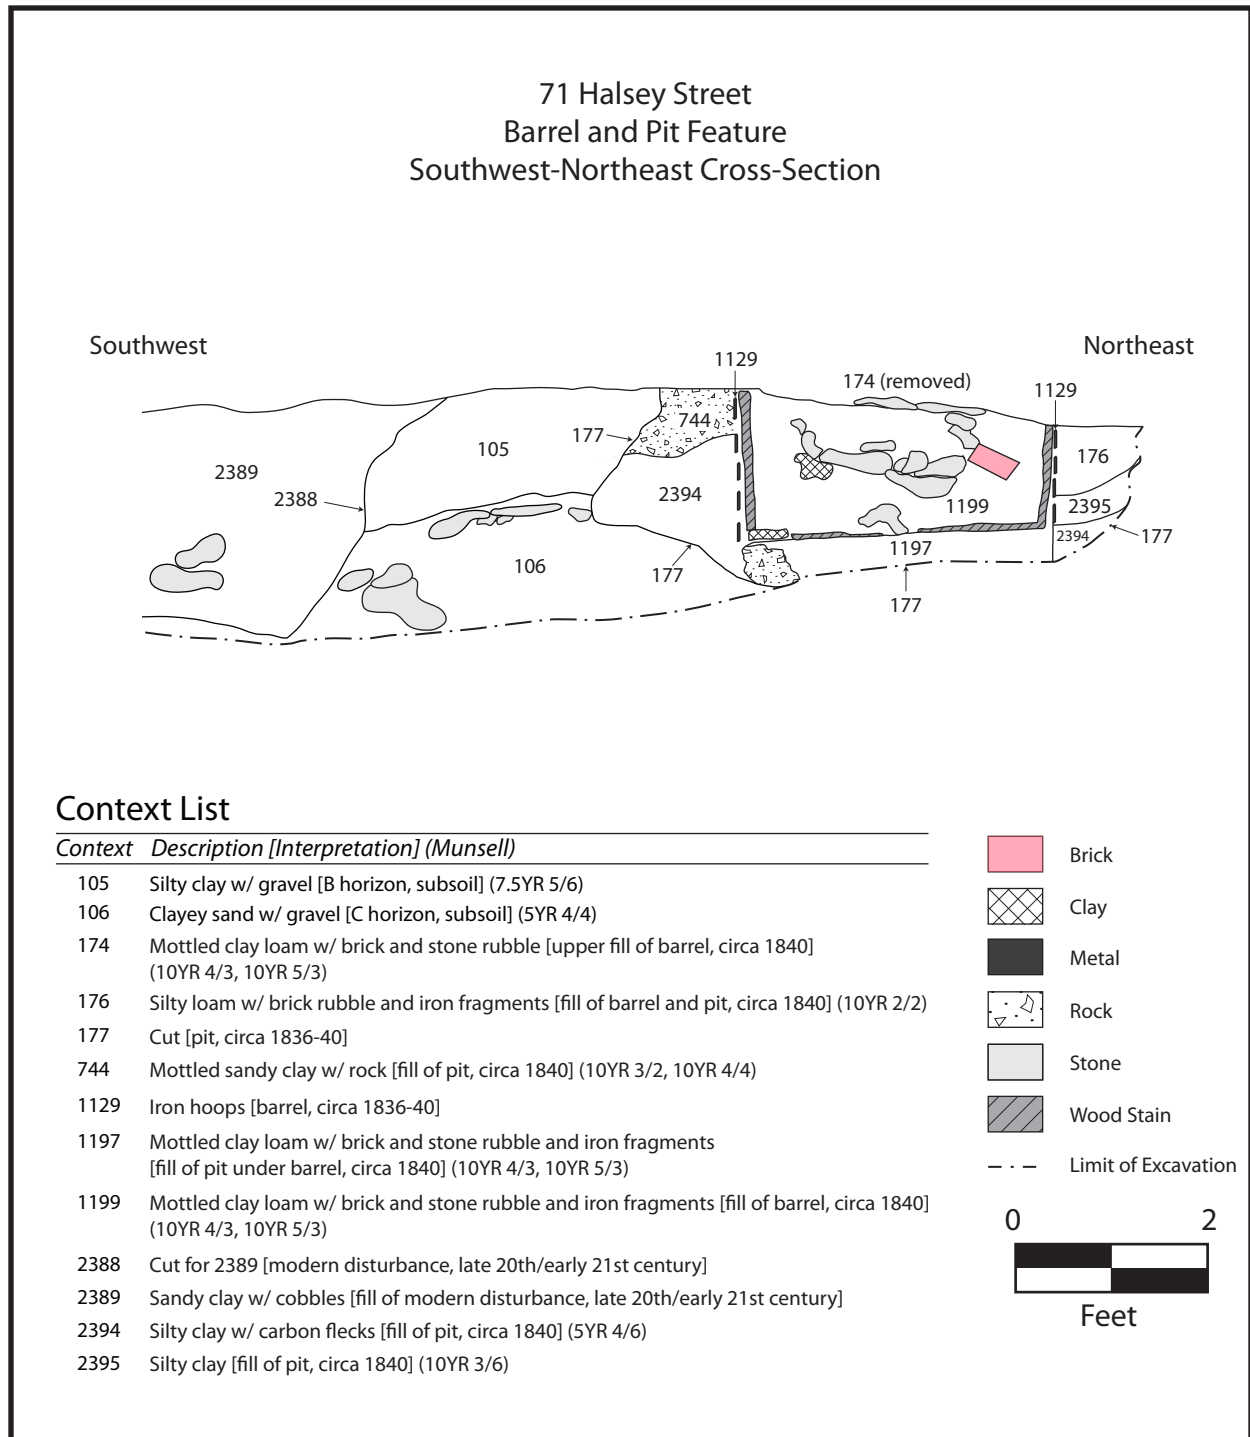 71 Halsey Street
Barrel and Pit Feature
Southwest-Northeast Cross-Section
Southwest
Northeast
1129
174 (removed)
1129
744
177
105
176
2389
2388
2394
1199
2395
2394
177
1197
106
177
177
Context List
Context Description [Interpretation] (Munsell)
105 Silty clay w/ gravel [B horizon, subsoil] (7.5YR 5/6)
106 Clayey sand w/ gravel [C horizon, subsoil] (5YR 4/4)
174 Mottled clay loam w/ brick and stone rubble [upper fill of barrel, circa 1840]
(10YR 4/3, 10YR 5/3)
176 Silty loam w/ brick rubble and iron fragments [fill of barrel and pit, circa 1840] (10YR 2/2)
177 Cut [pit, circa 1836-40]
744 Mottled sandy clay w/ rock [fill of pit, circa 1840] (10YR 3/2, 10YR 4/4)
1129 Iron hoops [barrel, circa 1836-40]
1197 Mottled clay loam w/ brick and stone rubble and iron fragments
[fill of pit under barrel, circa 1840] (10YR 4/3, 10YR 5/3)
1199 Mottled clay loam w/ brick and stone rubble and iron fragments [fill of barrel, circa 1840]
(10YR 4/3, 10YR 5/3)
2388 Cut for 2389 [modern disturbance, late 20th/early 21st century]
2389 Sandy clay w/ cobbles [fill of modern disturbance, late 20th/early 21st century]
2394 Silty clay w/ carbon flecks [fill of pit, circa 1840] (5YR 4/6)
2395 Silty clay [fill of pit, circa 1840] (10YR 3/6)
Brick
Clay
Metal
Rock
Stone
Wood Stain
Limit of Excavation
0 2
Feet